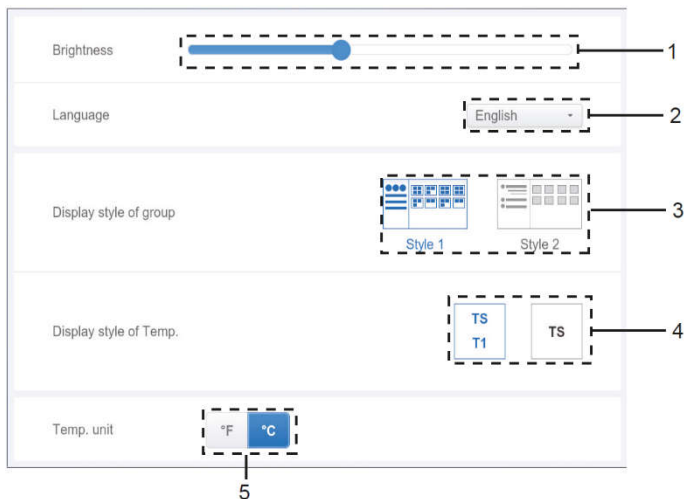 Brightness
1
Language
English
2
Display style of group
Style 1
Style 2
3
Display style of Temp.
TS
T1
TS
4
Temp. unit
°F
°C
5